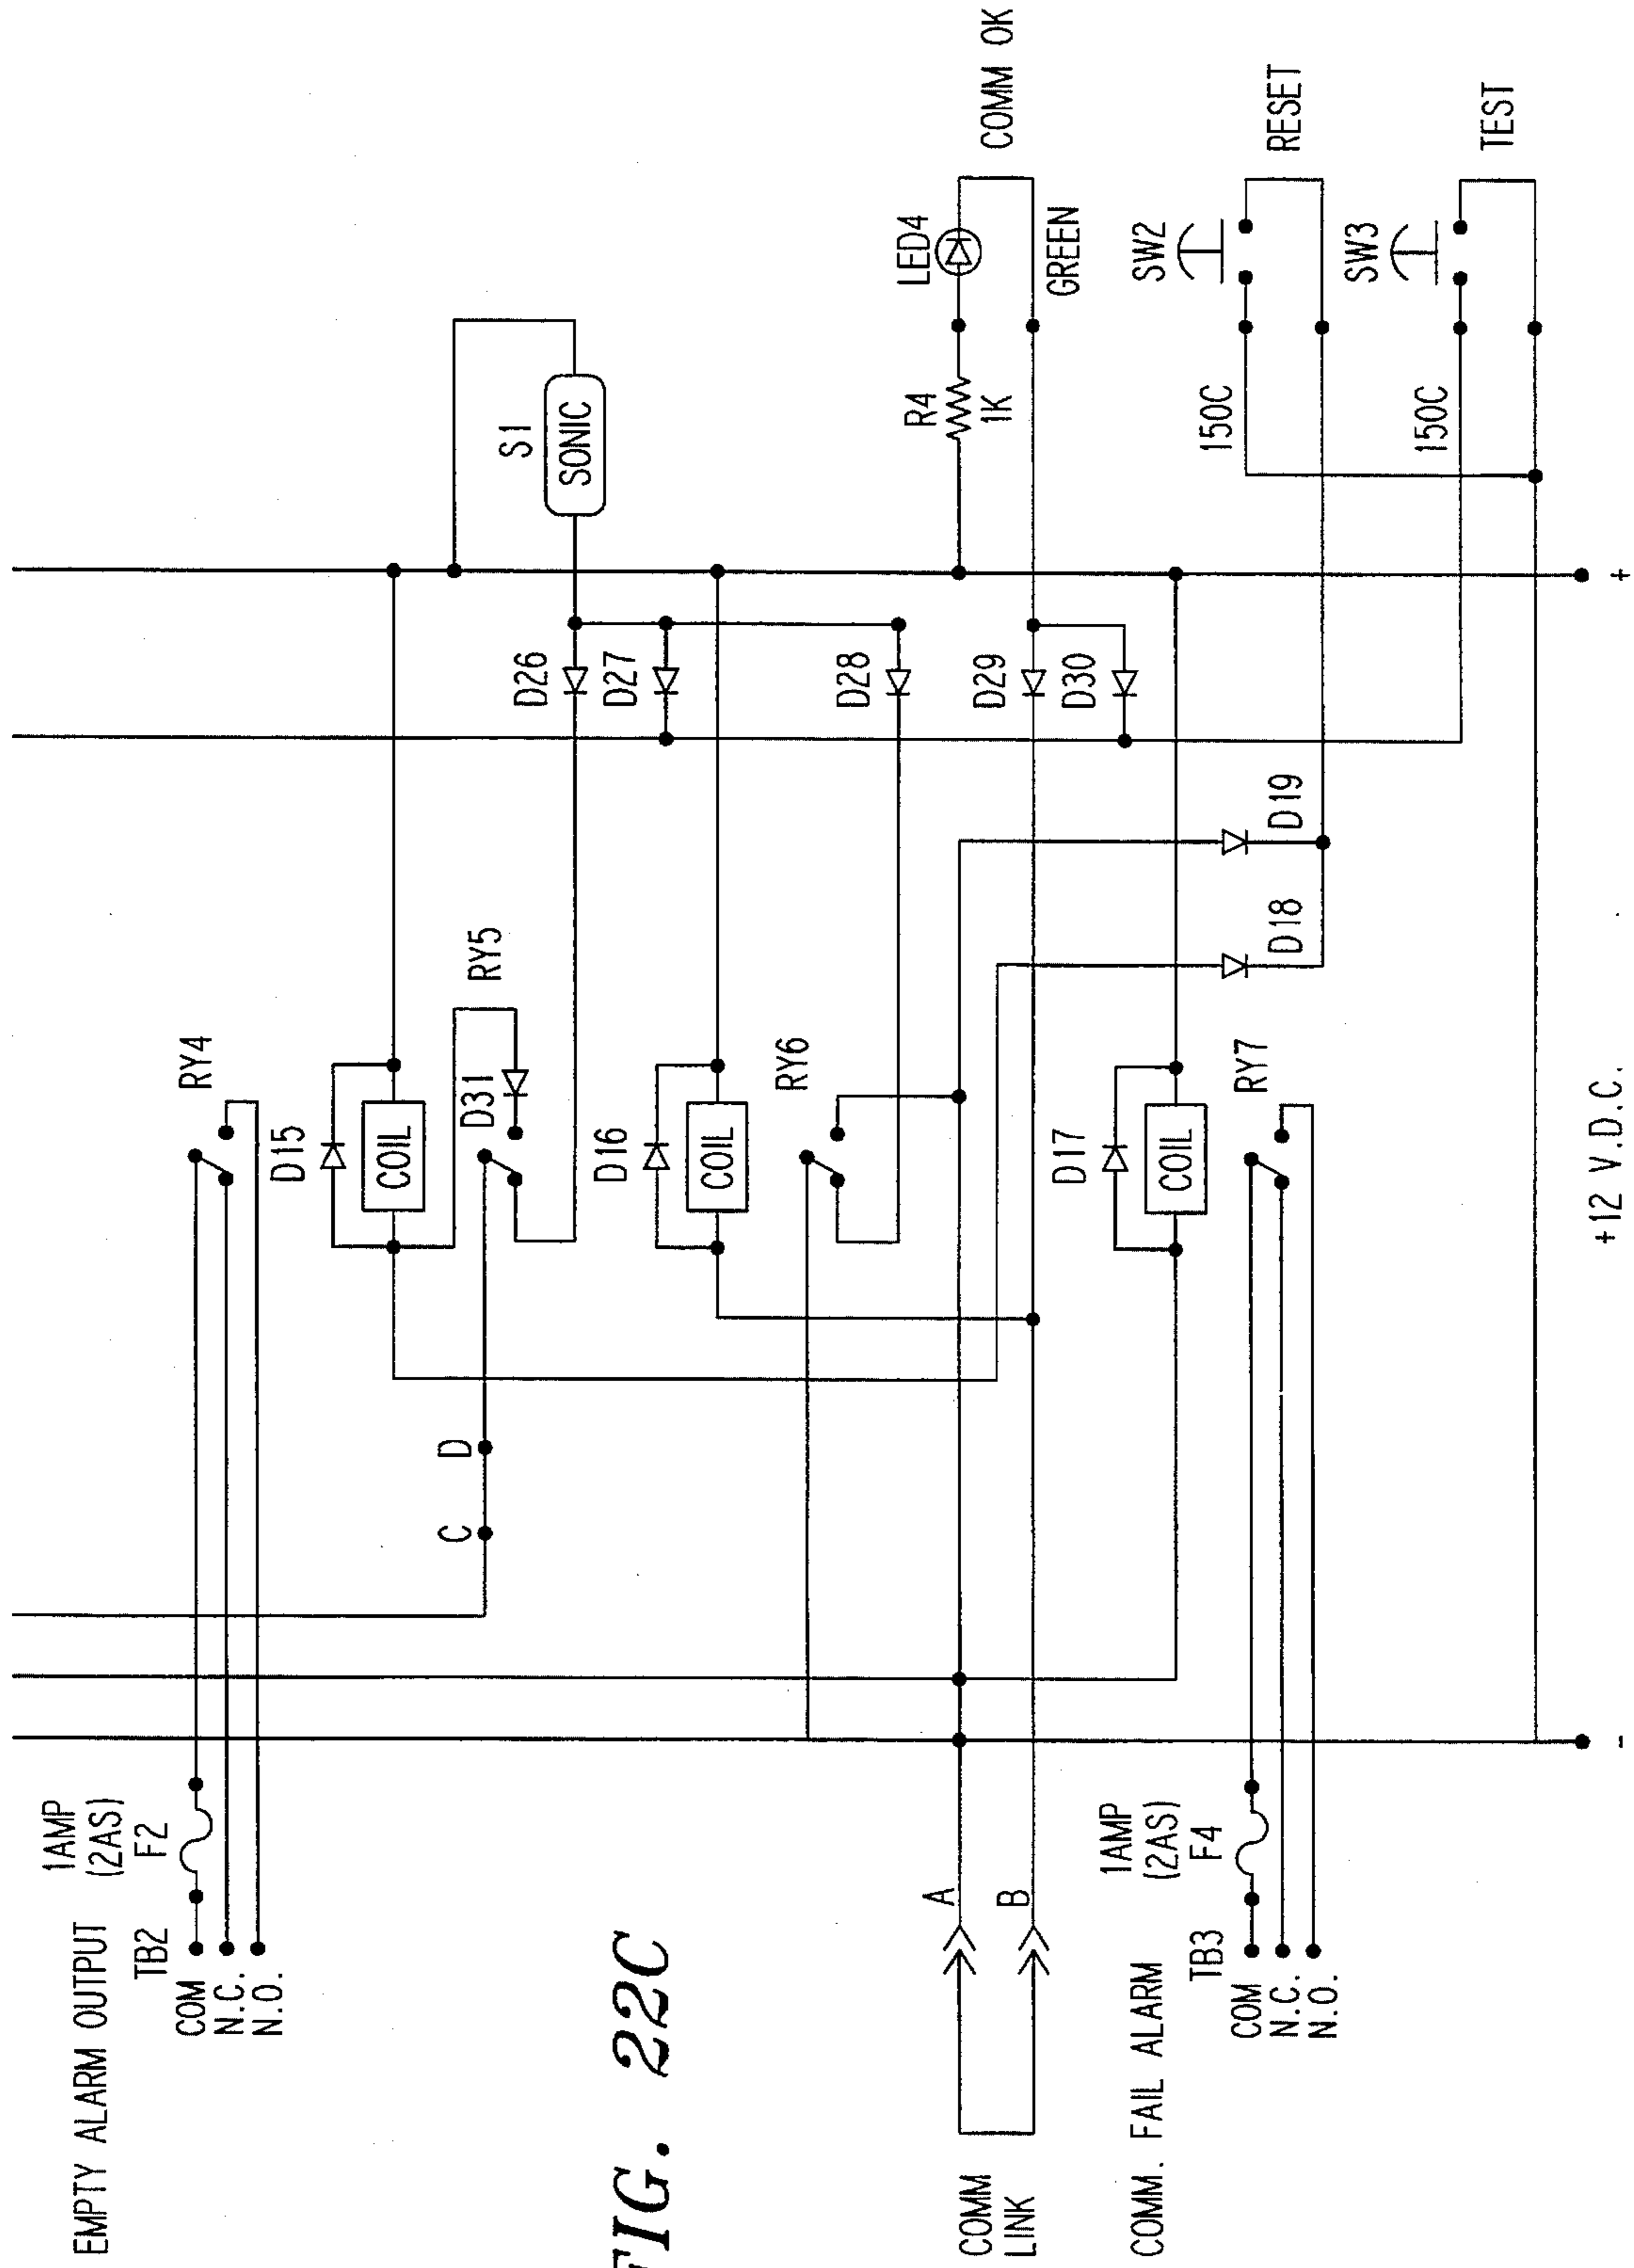 EMPTY ALARM OUTPUT
1AMP
(2AS)
F2
TB2
COM
N.C.
N.O.
RY4
D15
COIL
D31
RY5
C
D
D16
COIL
RY6
D26
D27
D28
D29
D30
S1
SONIC
R4
1K
LED4
GREEN
COMM OK
FIG. 22C
COMM
LINK
A
B
D17
COIL
RY7
D18
D19
COMM. FAIL ALARM
1AMP
(2AS)
F4
TB3
COM
N.C.
N.O.
150C
SW2
RESET
150C
SW3
TEST
-
+12 V.D.C.
+